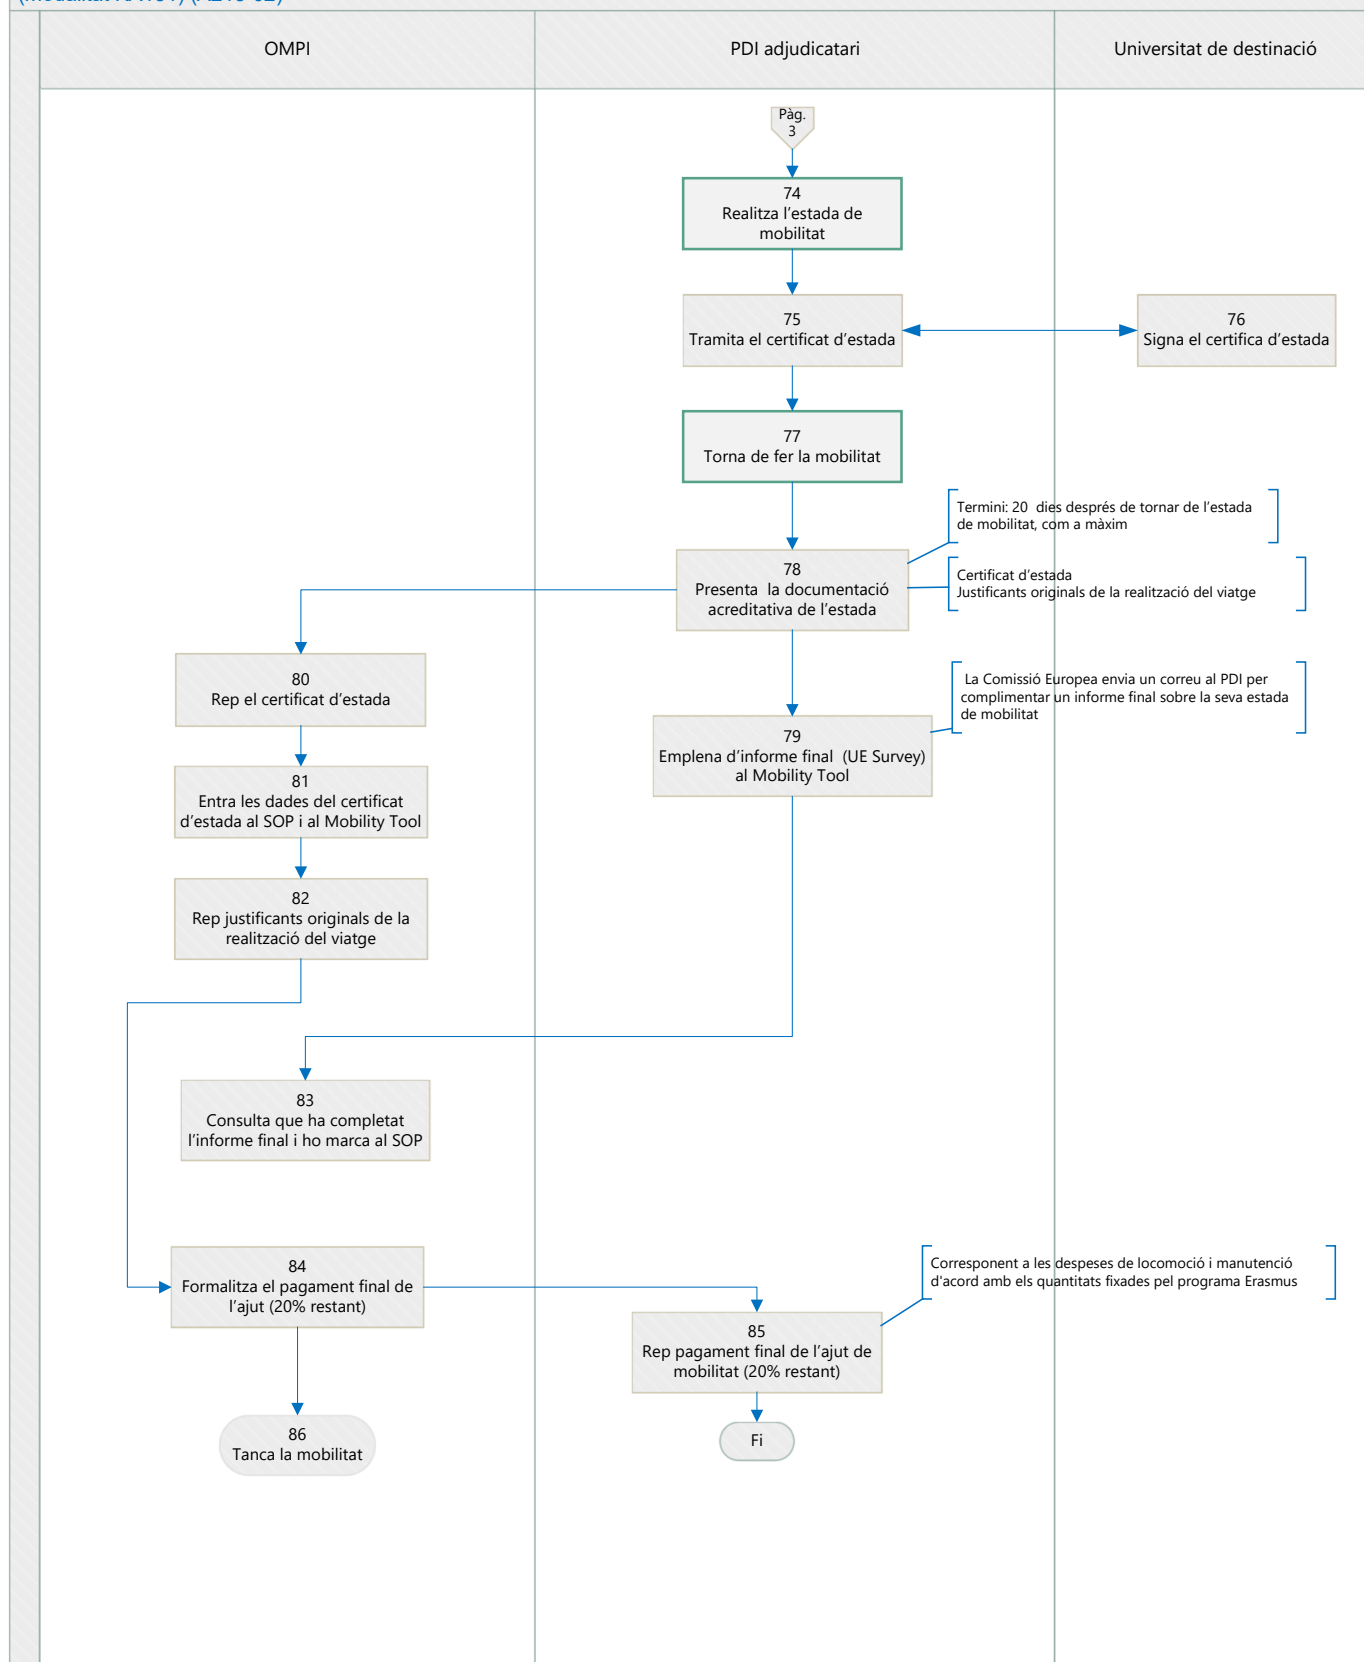 OMPI
PDI adjudicatari
Universitat de destinació
Pàg.
3
74
Realitza l'estada de
mobilitat
75
Tramita el certificat d'estada
76
Signa el certifica d'estada
77
Torna de fer la mobilitat
Termini: 20  dies després de tornar de l'estada
de mobilitat, com a màxim
78
Presenta  la documentació
acreditativa de l'estada
Certificat d'estada
Justificants originals de la realització del viatge
80
Rep el certificat d'estada
La Comissió Europea envia un correu al PDI per
complimentar un informe final sobre la seva estada
de mobilitat
79
Emplena d'informe final  (UE Survey)
al Mobility Tool
81
Entra les dades del certificat
d'estada al SOP i al Mobility Tool
82
Rep justificants originals de la
realització del viatge
83
Consulta que ha completat
l'informe final i ho marca al SOP
84
Formalitza el pagament final de
l'ajut (20% restant)
Corresponent a les despeses de locomoció i manutenció
d'acord amb els quantitats fixades pel programa Erasmus
85
Rep pagament final de l'ajut de
mobilitat (20% restant)
86
Tanca la mobilitat
Fi